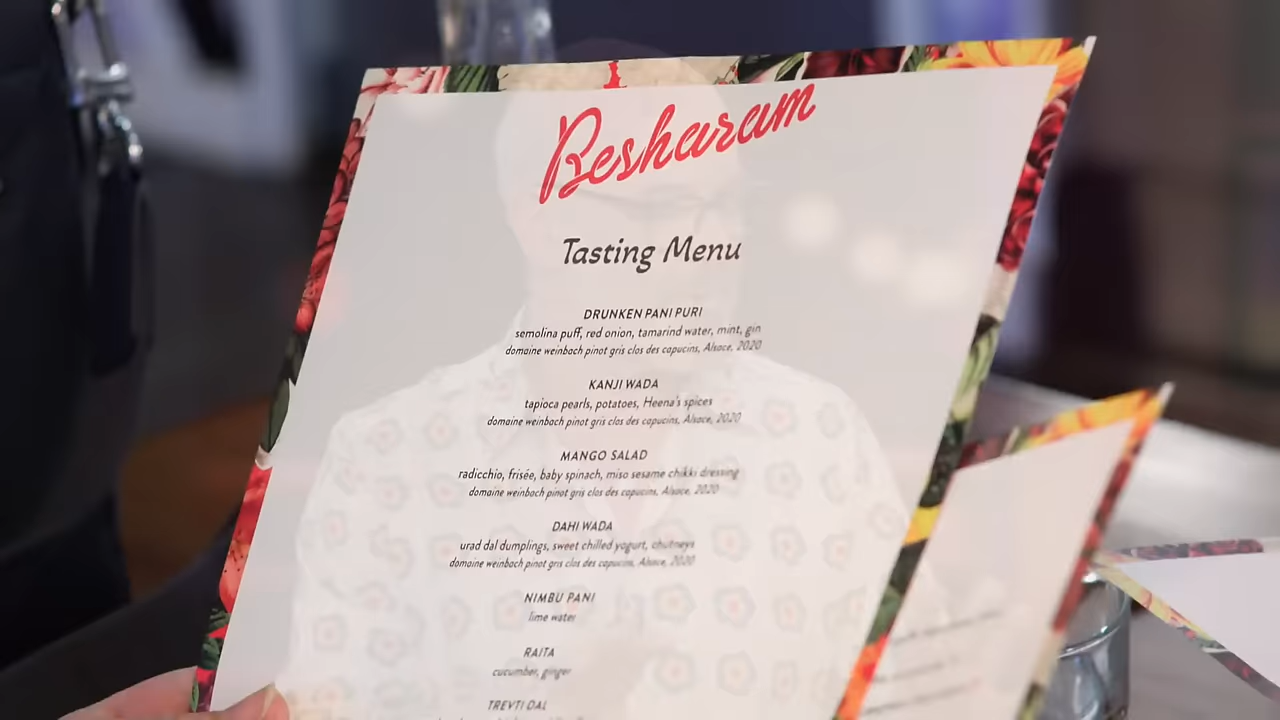 Besharam
Tasting Menu
DRUNKEN PANI PURI
semolina puff, red onion, tamarind water, mint, gin
domaine weinbach pinot gris clos des capucins, Alsace, 2020
KANJI WADA
tapioca pearls, potatoes, Heena's spices
domaine weinbach pinot gris clos des capucins, Alsace, 2020
MANGO SALAD
radicchio, frisée, baby spinach, miso sesame chikki dressing
domaine weinbach pinot gris clos des capucins, Alsace, 2020
DAHI WADA
urad dal dumplings, sweet chilled yogurt, chutneys
domaine weinbach pinot gris clos des capucins, Alsace, 2020
NIMBU PANI
lime water
RAITA
cucumber, ginger
TREVTI DAL